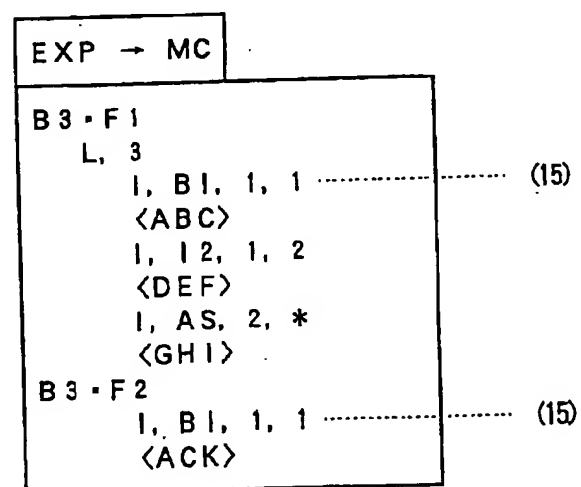 EXP → MC
B3・F1
L, 3
I, BI, 1, 1 (15)
<ABC>
I, I2, 1, 2
<DEF>
I, AS, 2, *
<GHI>
B3・F2
I, BI, 1, 1 (15)
<ACK>